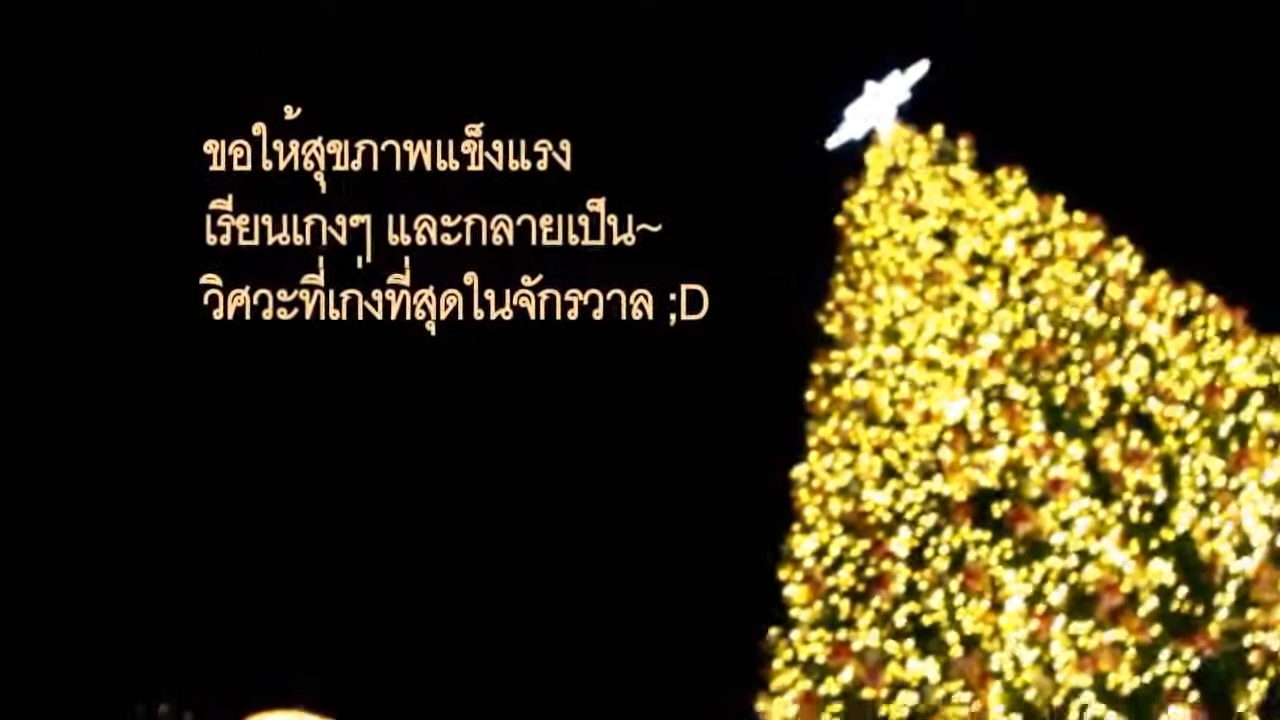 ขอให้สุขภาพแข็งแรง
เรียนเกงๆ และกลายเป็น~
วิศวะที่เก่งที่สุดในจักรวาล ;D